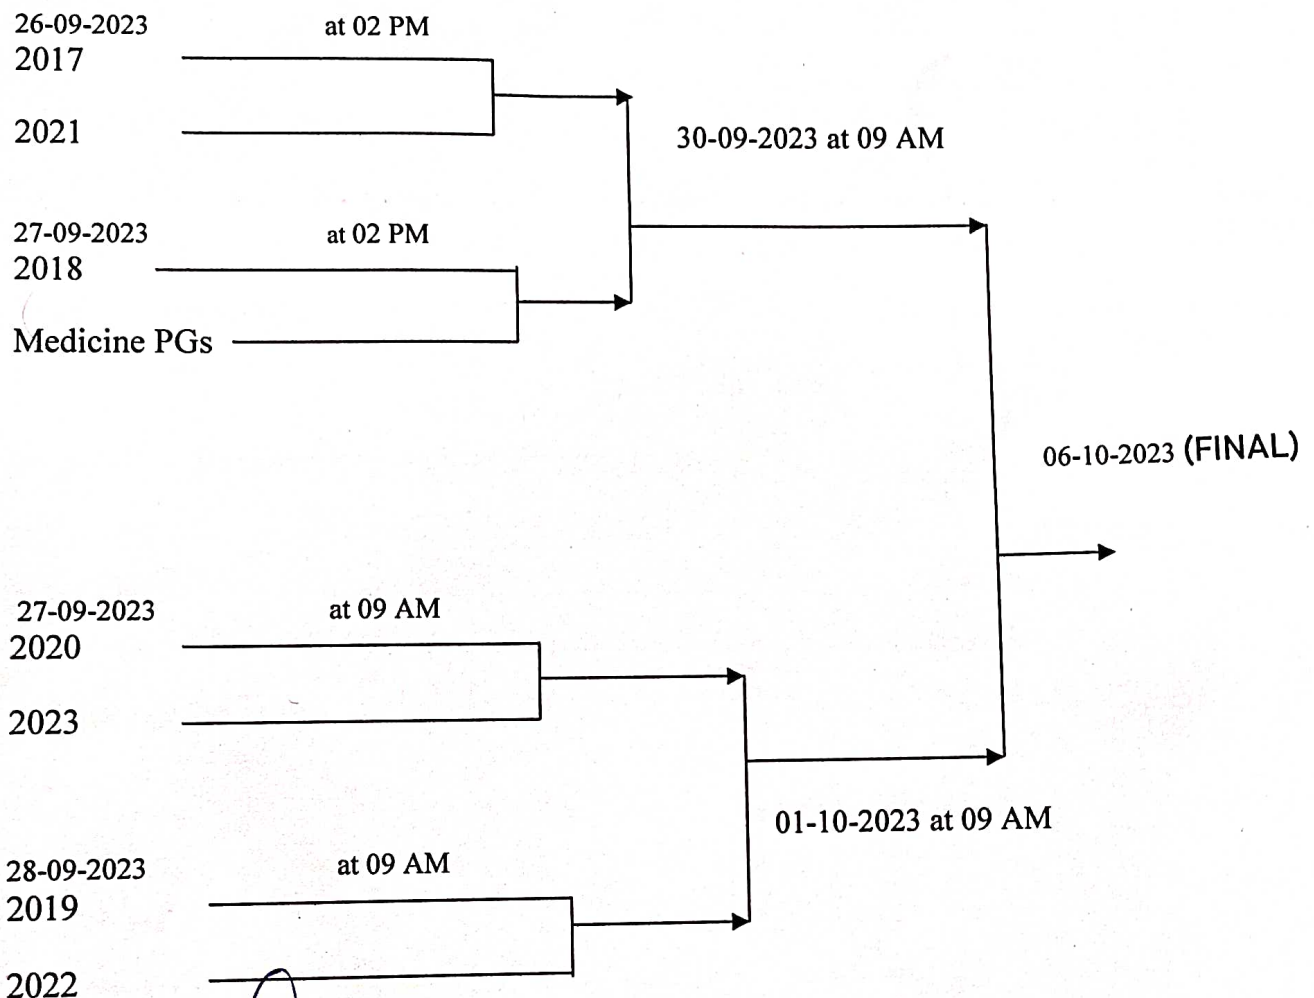 26-09-2023 at 02 PM
2017
2021
30-09-2023 at 09 AM
27-09-2023 at 02 PM
2018
Medicine PGs
06-10-2023 (FINAL)
27-09-2023 at 09 AM
2020
2023
01-10-2023 at 09 AM
28-09-2023 at 09 AM
2019
2022